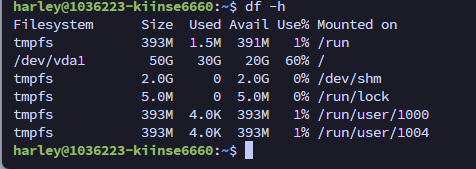 harley@1036223-kiinse6660:~$ df -h
Filesystem      Size  Used Avail Use% Mounted on
tmpfs           393M  1.5M  391M   1% /run
/dev/vda1        50G   30G   20G  60% /
tmpfs           2.0G     0  2.0G   0% /dev/shm
tmpfs           5.0M     0  5.0M   0% /run/lock
tmpfs           393M  4.0K  393M   1% /run/user/1000
tmpfs           393M  4.0K  393M   1% /run/user/1004
harley@1036223-kiinse6660:~$